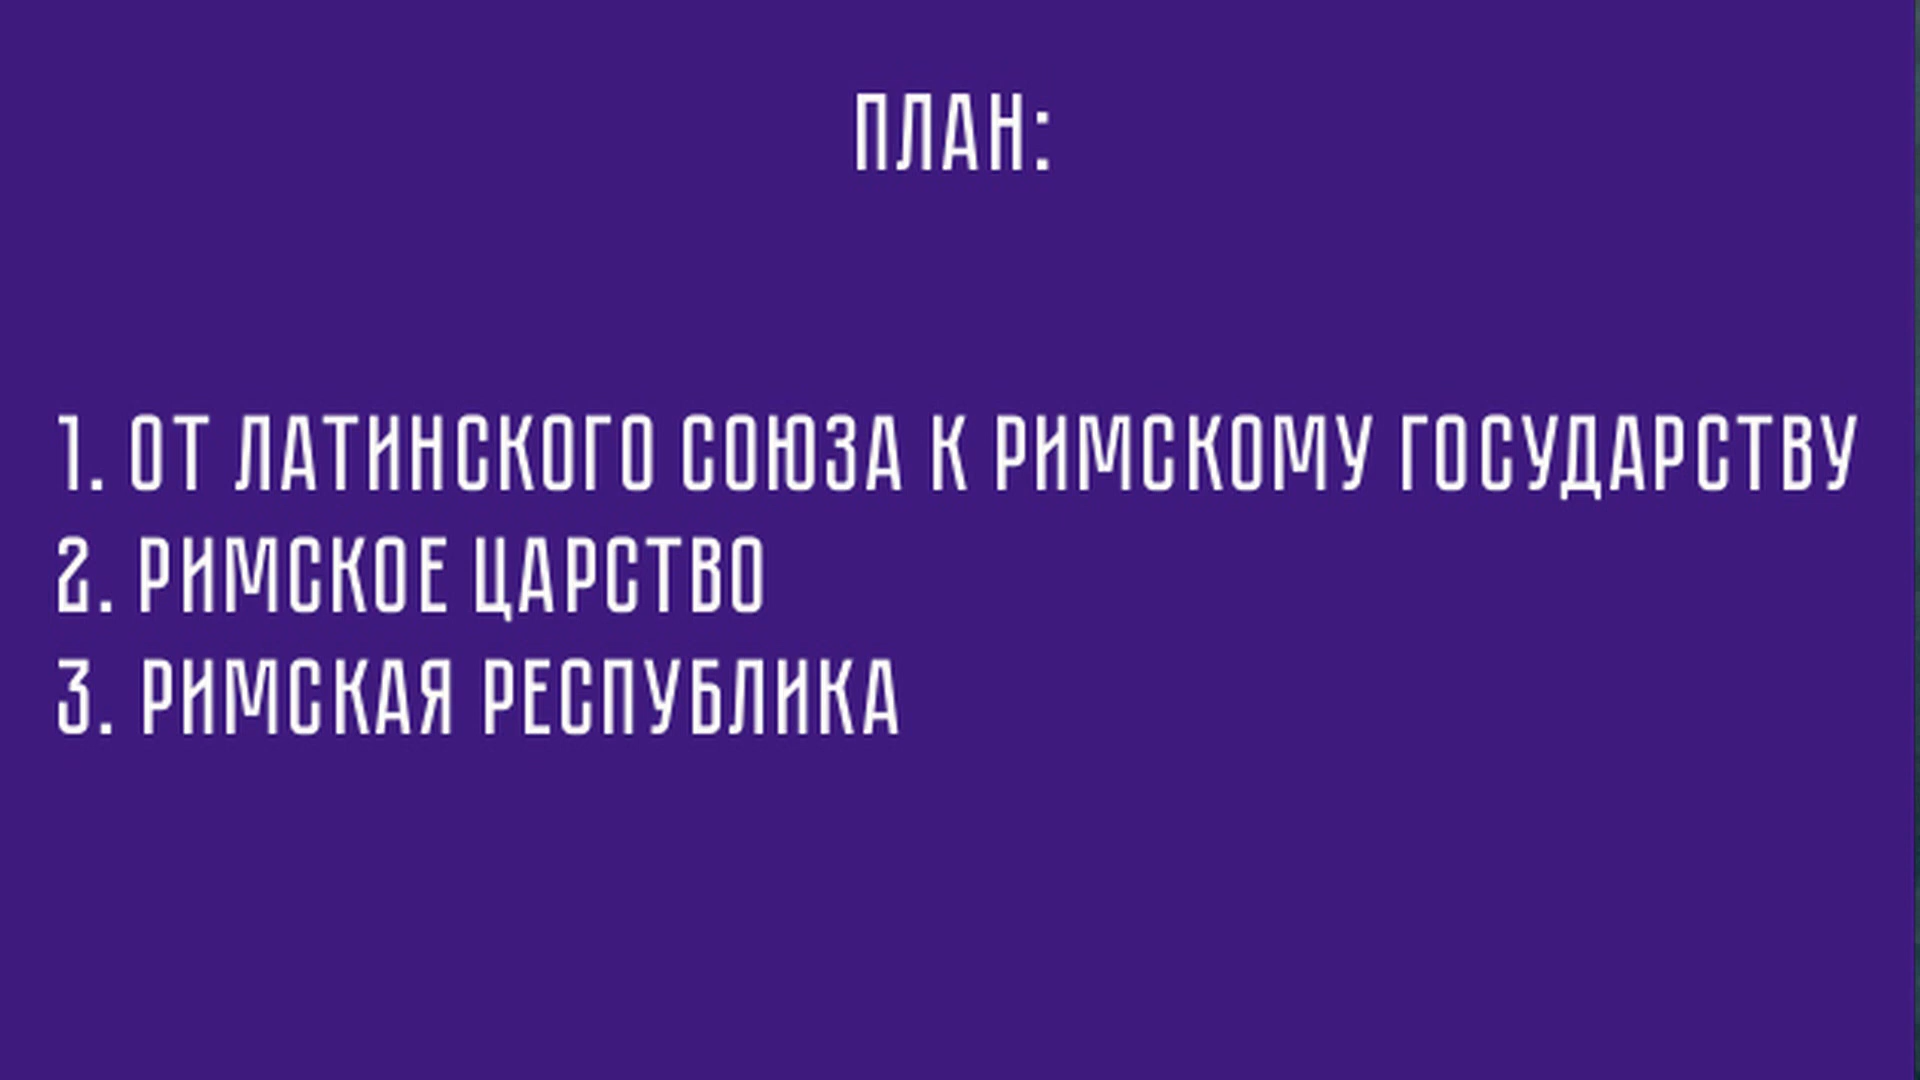 ПЛАН:
1. ОТ ЛАТИНСКОГО СОЮЗА К РИМСКОМУ ГОСУДАРСТВУ
2. РИМСКОЕ ЦАРСТВО
3. РИМСКАЯ РЕСПУБЛИКА